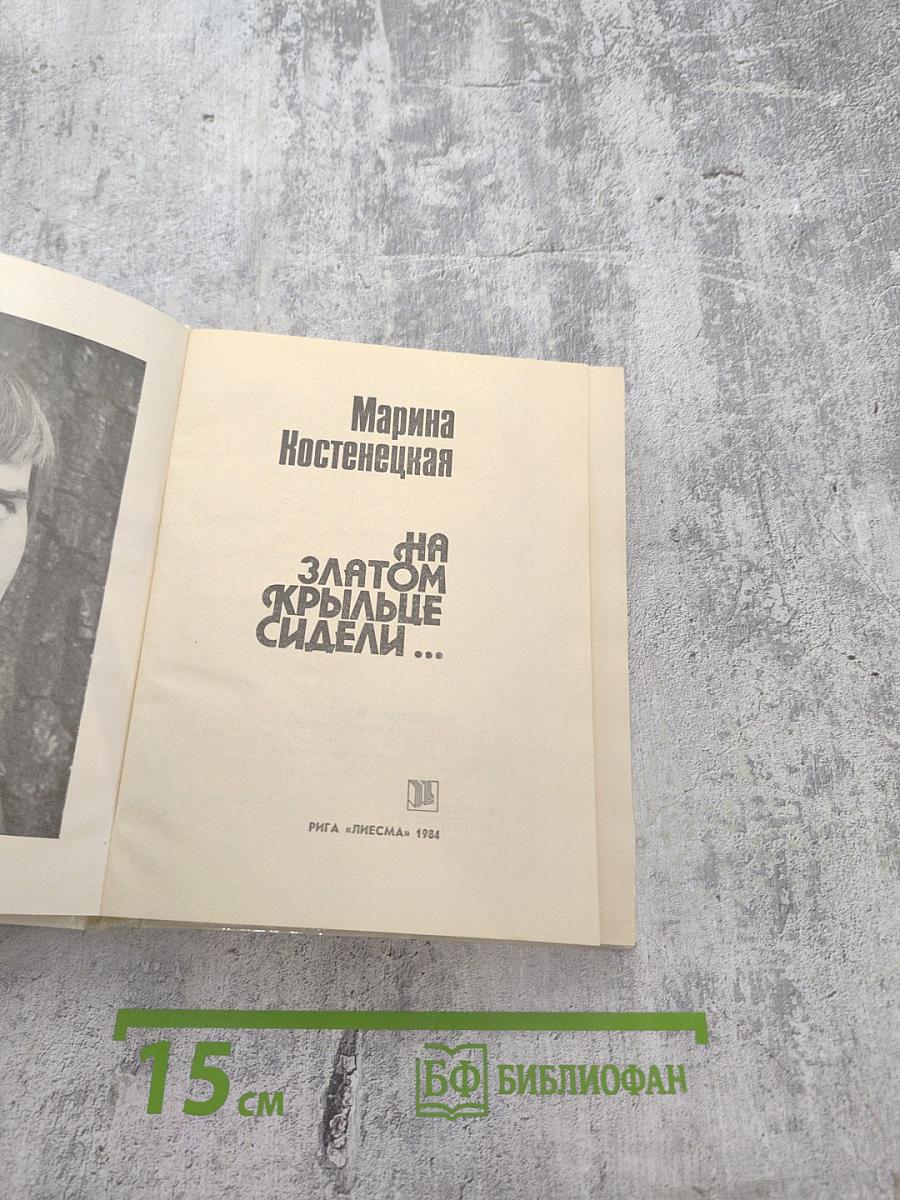 Марина
Костенецкая
НА
ЗЛАТОМ
КРЫЛЬЦЕ
СИДЕЛИ ...
РИГА «ЛИЕСМА» 1984
15 см
БФ БИБЛИОФАН